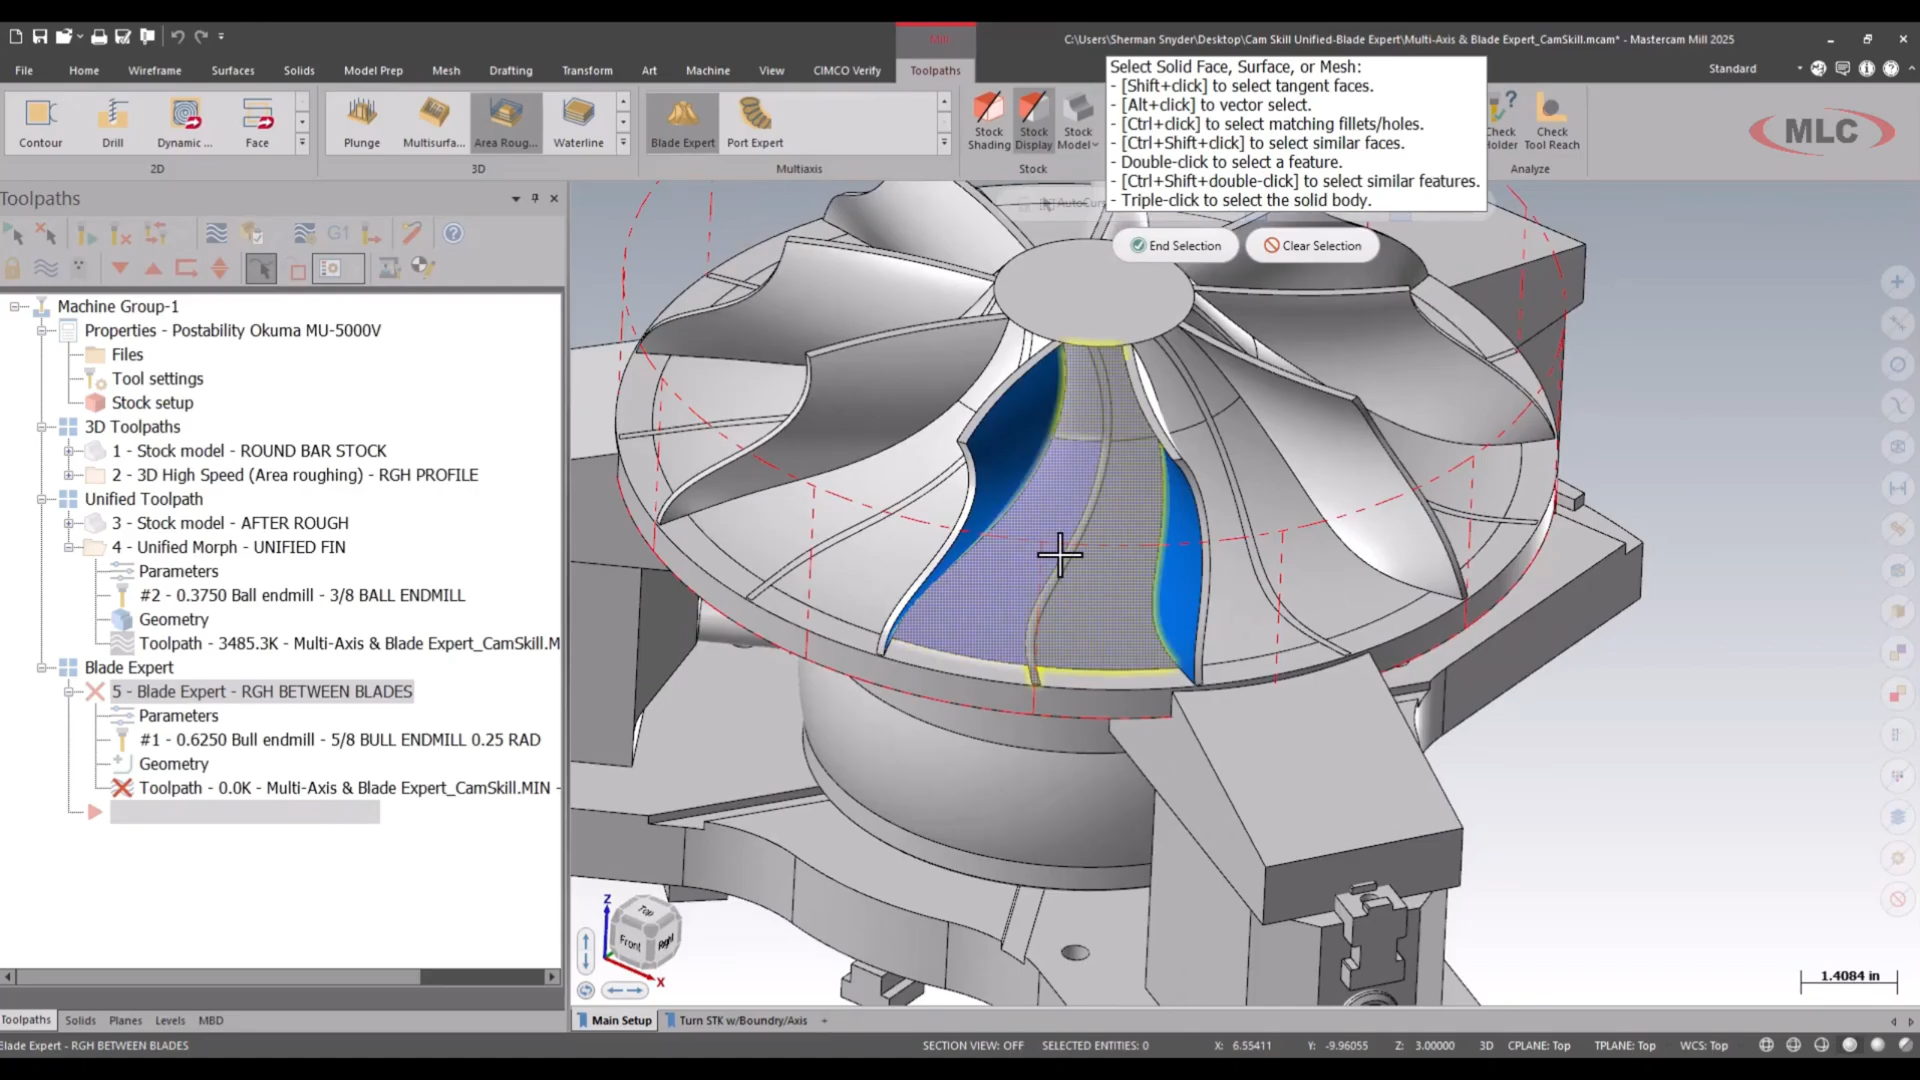 Mill
C:\Users\Sherman Snyder\Desktop\Cam Skill Unified-Blade Expert\Multi-Axis & Blade Expert_CamSkill.mcam* - Mastercam Mill 2025
File Home Wireframe Surfaces Solids Model Prep Mesh Drafting Transform Art Machine View CIMCO Verify Toolpaths Standard
Contour Drill Dynamic ... Face
2D
Plunge Multisurfa... Area Roug... Waterline
3D
Blade Expert Port Expert
Multiaxis
Stock Shading Stock Display Stock Model
Stock
Check Holder Check Tool Reach
Analyze
MLC
Select Solid Face, Surface, or Mesh:
- [Shift+click] to select tangent faces.
- [Alt+click] to vector select.
- [Ctrl+click] to select matching fillets/holes.
- [Ctrl+Shift+click] to select similar faces.
- Double-click to select a feature.
- [Ctrl+Shift+double-click] to select similar features.
- Triple-click to select the solid body.
End Selection Clear Selection
Toolpaths
G1
Machine Group-1
Properties - Postability Okuma MU-5000V
Files
Tool settings
Stock setup
3D Toolpaths
1 - Stock model - ROUND BAR STOCK
2 - 3D High Speed (Area roughing) - RGH PROFILE
Unified Toolpath
3 - Stock model - AFTER ROUGH
4 - Unified Morph - UNIFIED FIN
Parameters
#2 - 0.3750 Ball endmill - 3/8 BALL ENDMILL
Geometry
Toolpath - 3485.3K - Multi-Axis & Blade Expert_CamSkill.M
Blade Expert
5 - Blade Expert - RGH BETWEEN BLADES
Parameters
#1 - 0.6250 Bull endmill - 5/8 BULL ENDMILL 0.25 RAD
Geometry
Toolpath - 0.0K - Multi-Axis & Blade Expert_CamSkill.MIN -
Z
Top
Front Right
X
1.4084 in
Toolpaths Solids Planes Levels MBD
Main Setup Turn STK w/Boundry/Axis +
Blade Expert - RGH BETWEEN BLADES
SECTION VIEW: OFF SELECTED ENTITIES: 0 X: 6.55411 Y: -9.96055 Z: 3.00000 3D CPLANE: Top TPLANE: Top WCS: Top